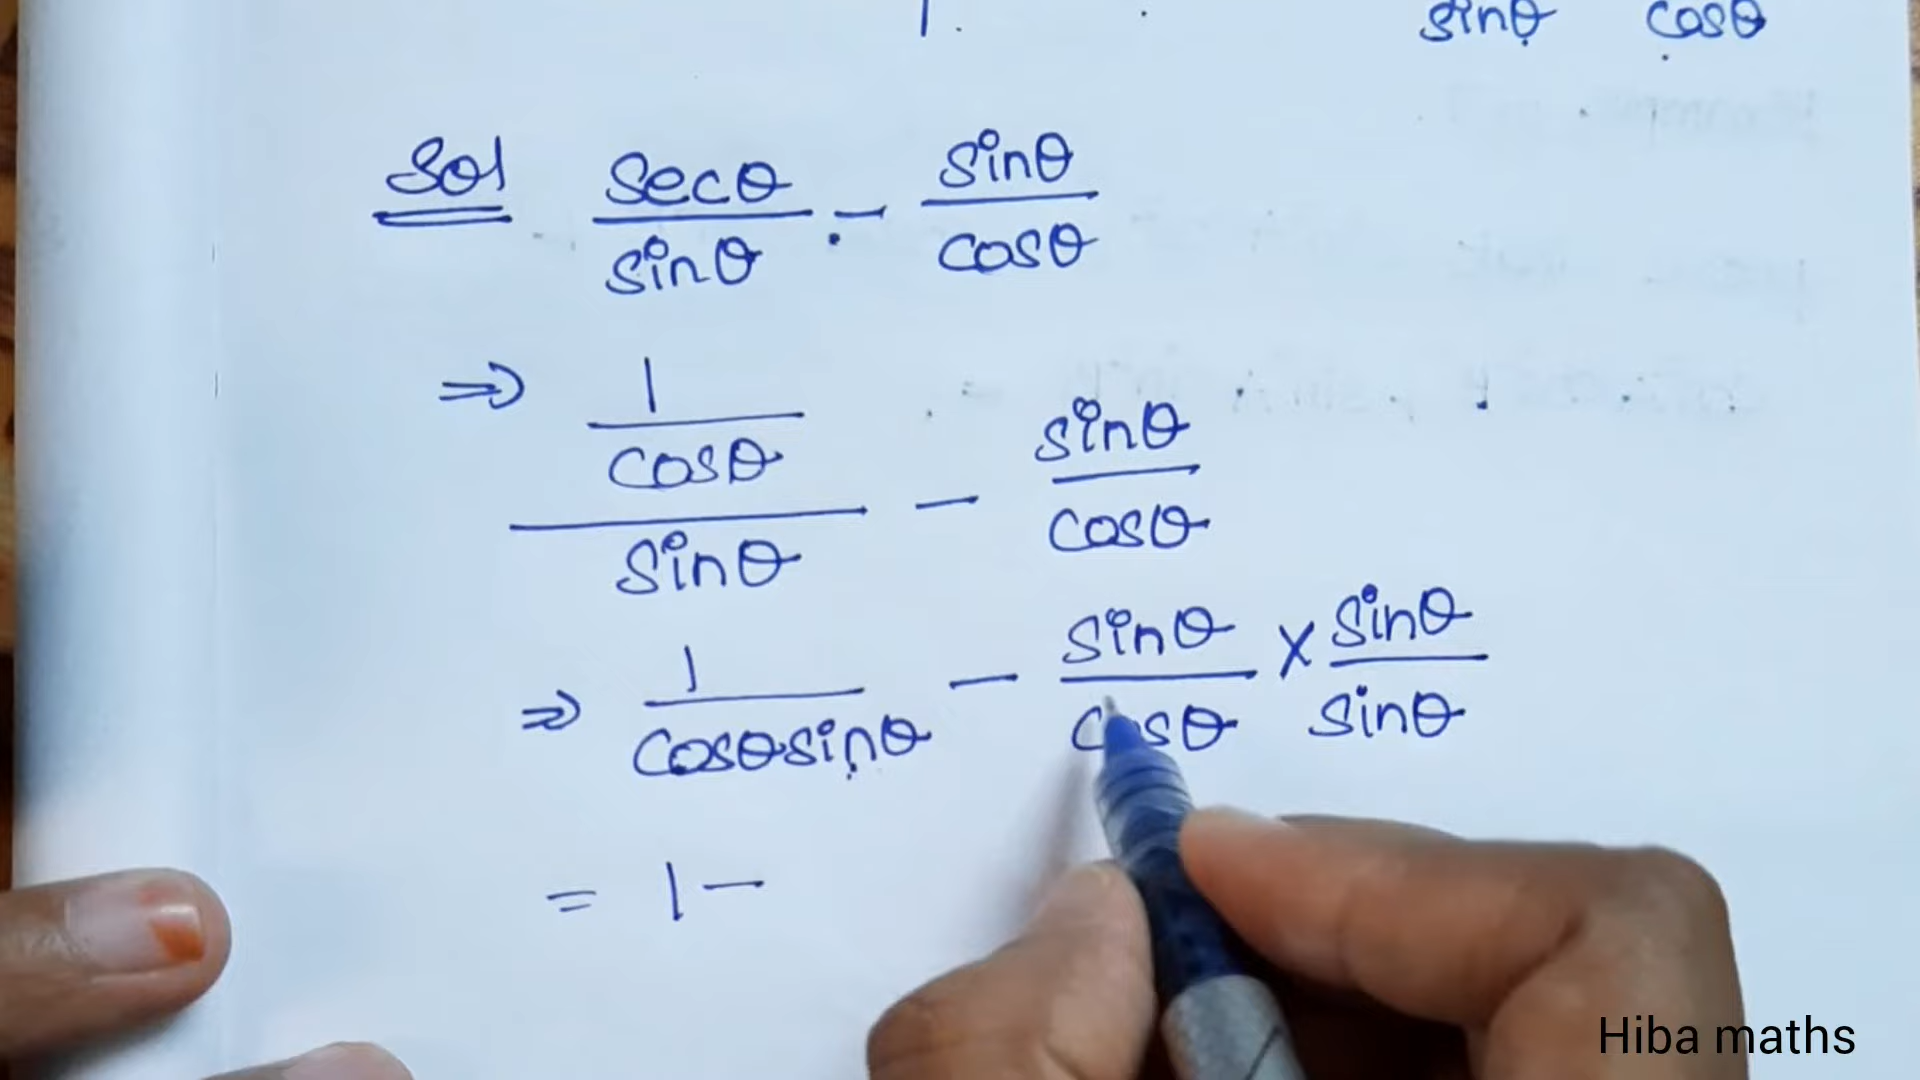 1. sinθ cosθ
Sol secθ/sinθ - sinθ/cosθ
⇒ (1/cosθ)/sinθ - sinθ/cosθ
⇒ 1/cosθsinθ - sinθ/cosθ × sinθ/sinθ
= 1 -
Hiba maths